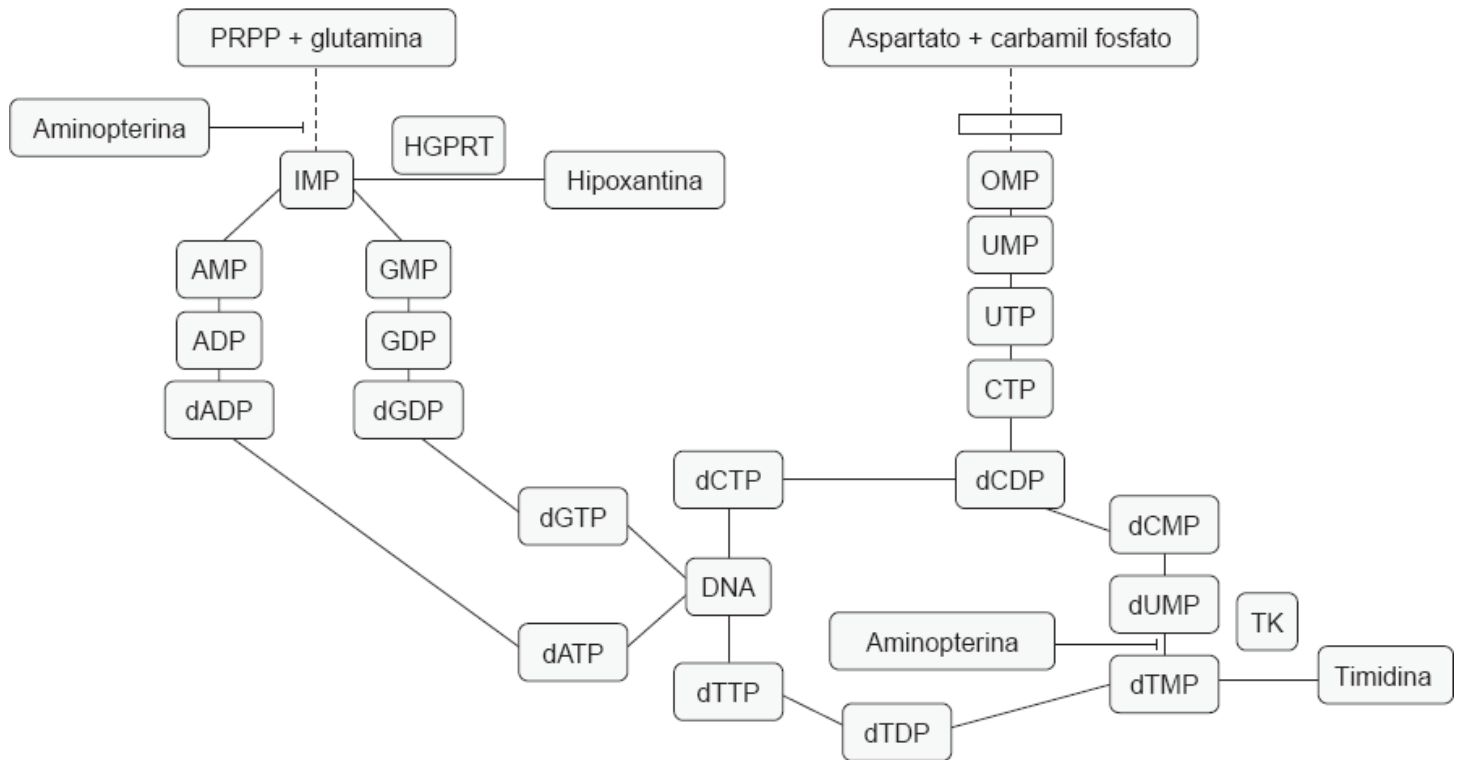 PRPP + glutamina
Aspartato + carbamil fosfato
Aminopterina
HGPRT
IMP
Hipoxantina
OMP
AMP
GMP
UMP
ADP
GDP
UTP
dADP
dGDP
CTP
dCTP
dCDP
dGTP
dCMP
DNA
dUMP
TK
Aminopterina
dATP
dTTP
dTMP
Timidina
dTDP